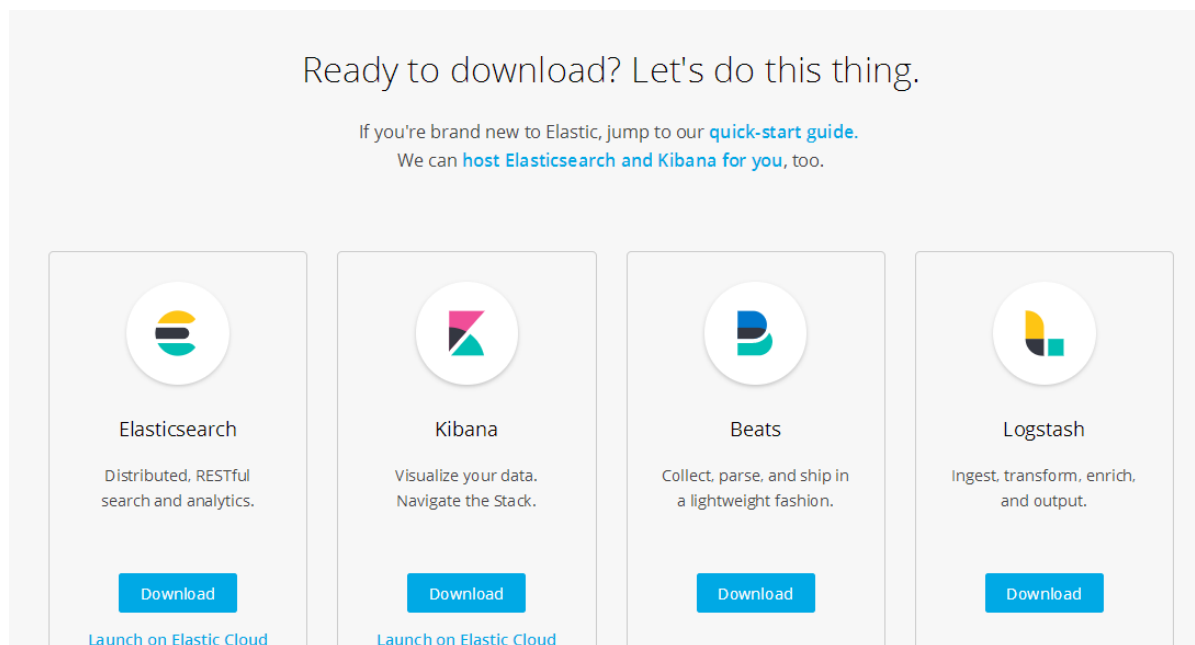 Ready to download? Let's do this thing.
If you're brand new to Elastic, jump to our quick-start guide.
We can host Elasticsearch and Kibana for you, too.
Elasticsearch
Distributed, RESTful
search and analytics.
Download
Launch on Elastic Cloud
Kibana
Visualize your data.
Navigate the Stack.
Download
Launch on Elastic Cloud
Beats
Collect, parse, and ship in
a lightweight fashion.
Download
Logstash
Ingest, transform, enrich,
and output.
Download